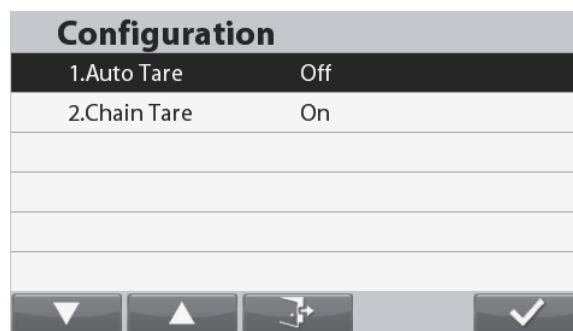 Configuration
1.Auto Tare Off
2.Chain Tare On